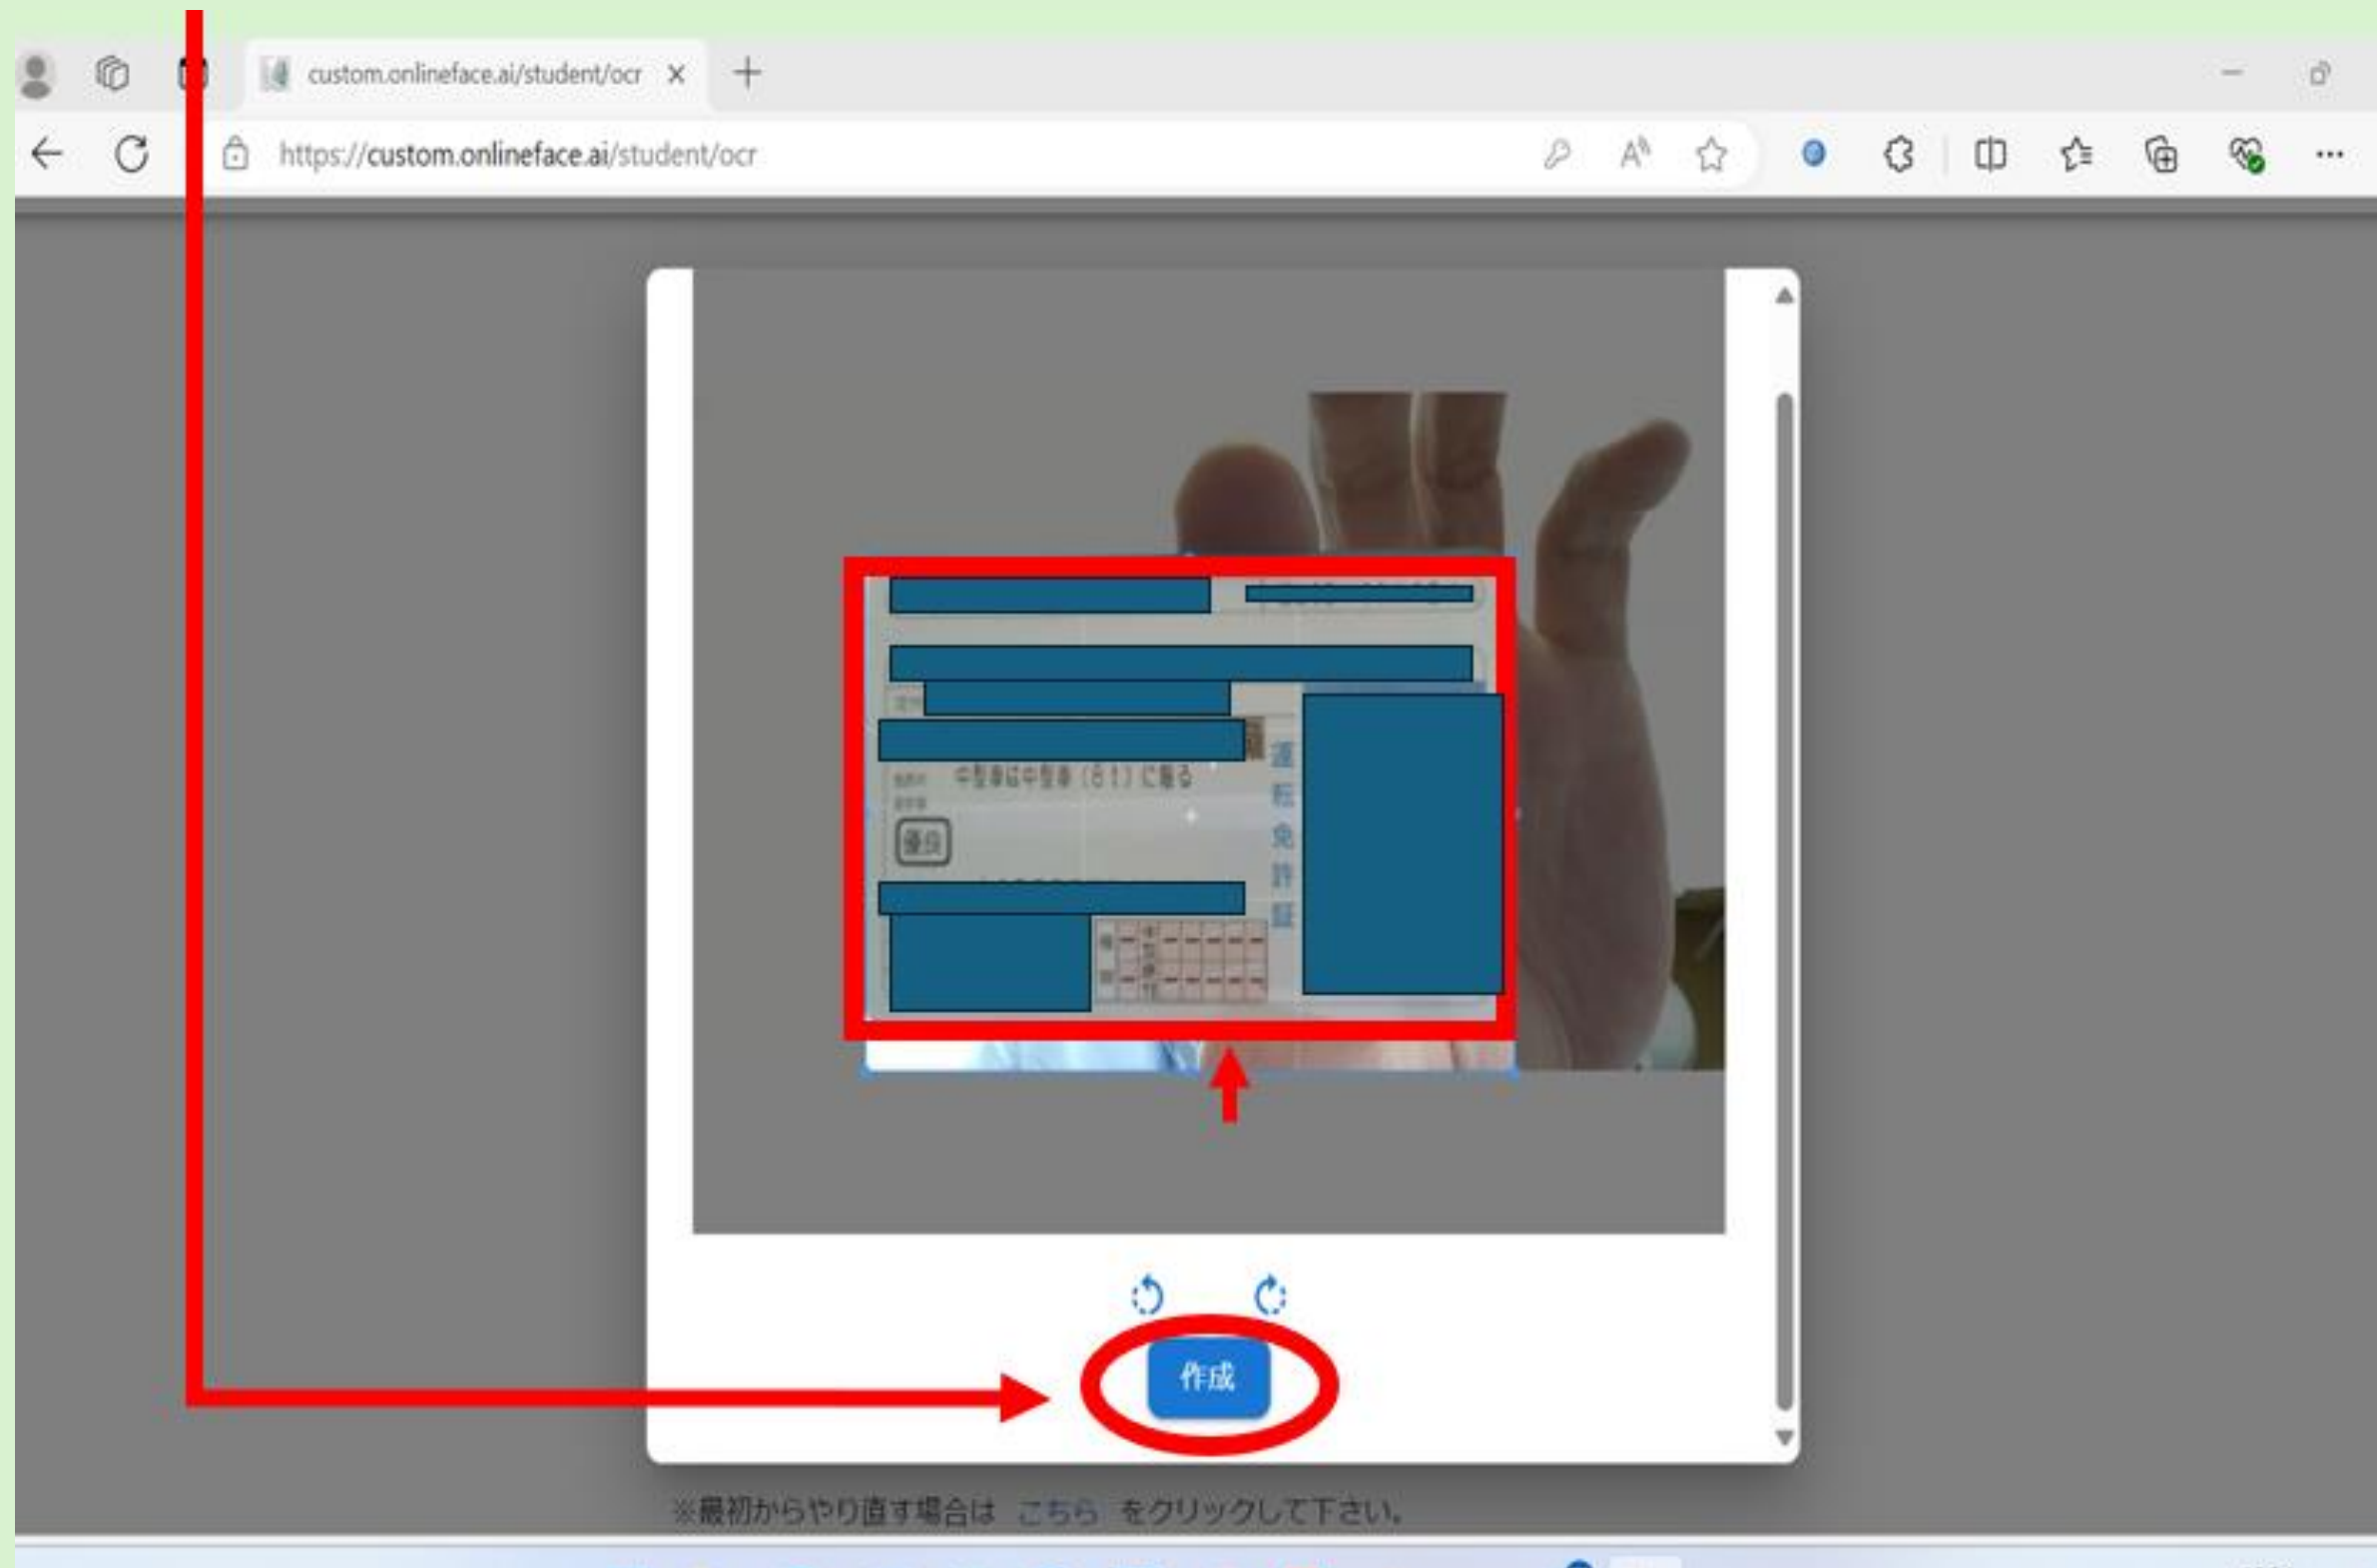 custom.onlineface.ai/student/ocr
https://custom.onlineface.ai/student/ocr
中型車は中型車（8t）に限る
優良
運転免許証
作成
※最初からやり直す場合は こちら をクリックして下さい。